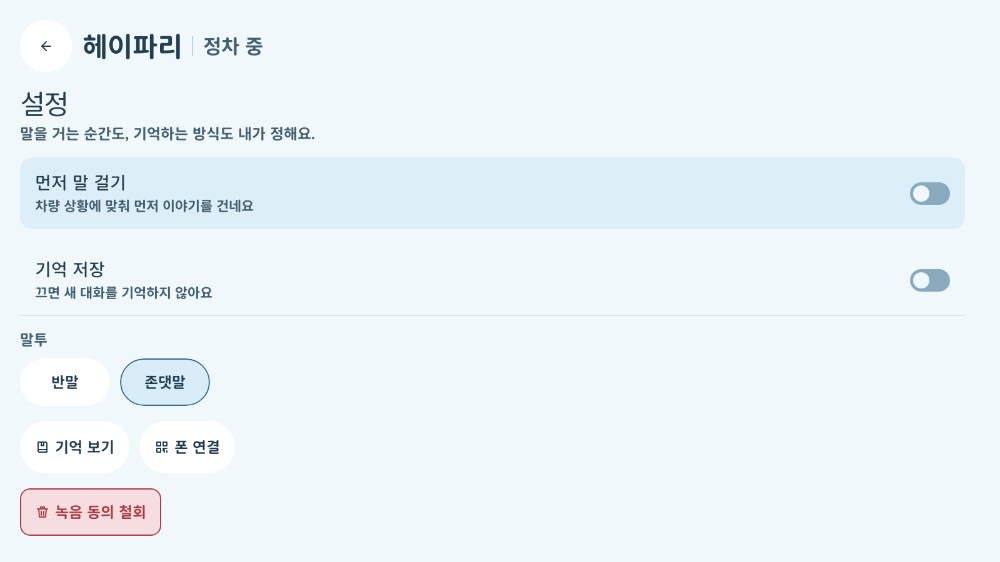 헤이파리 정차 중
설정
말을 거는 순간도, 기억하는 방식도 내가 정해요.
먼저 말 걸기
차량 상황에 맞춰 먼저 이야기를 건네요
기억 저장
끄면 새 대화를 기억하지 않아요
말투
반말 존댓말
기억 보기 폰 연결
녹음 동의 철회